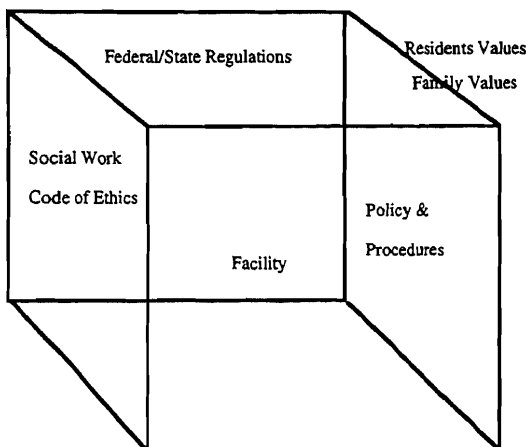 Federal/State Regulations
Residents Values
Family Values
Social Work
Code of Ethics
Policy &
Procedures
Facility